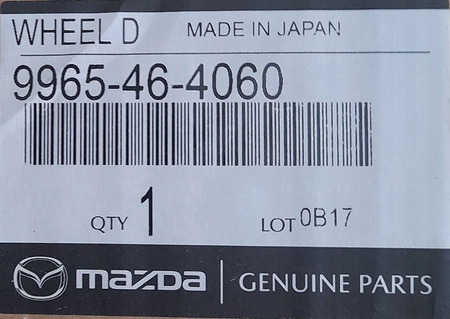 WHEEL D MADE IN JAPAN
9965-46-4060
QTY 1 LOT 0B17
mazda GENUINE PARTS